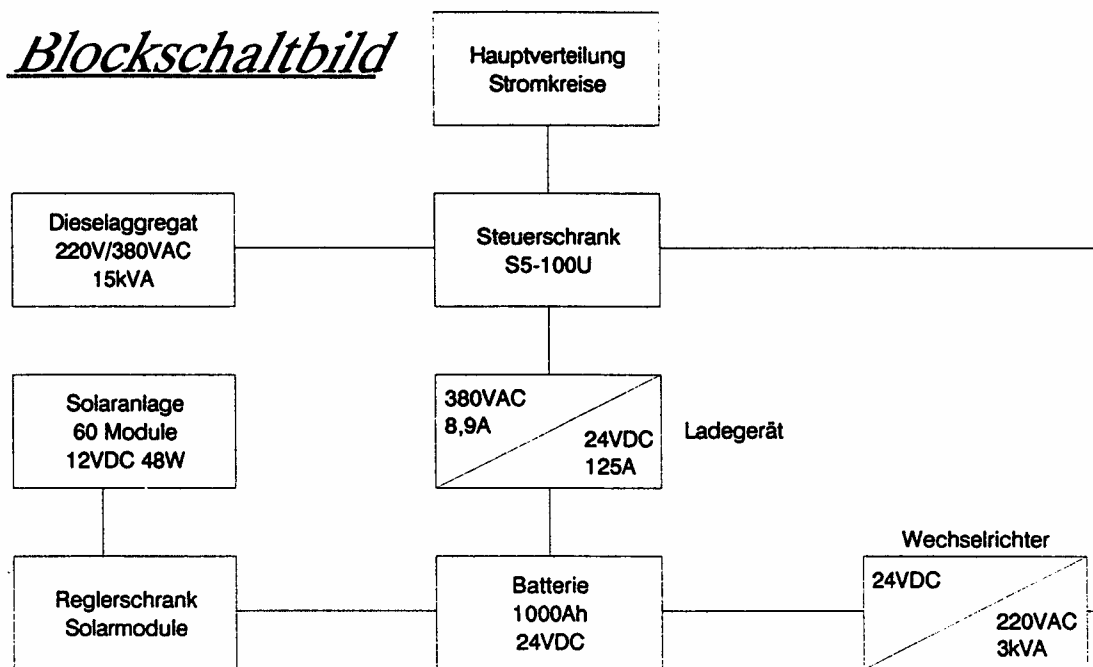 Blockschaltbild
Hauptverteilung
Stromkreise
Dieselaggregat
220V/380VAC
15kVA
Steuerschrank
S5-100U
Solaranlage
60 Module
12VDC 48W
380VAC
8,9A
24VDC
125A
Ladegerät
Reglerschrank
Solarmodule
Batterie
1000Ah
24VDC
Wechselrichter
24VDC
220VAC
3kVA